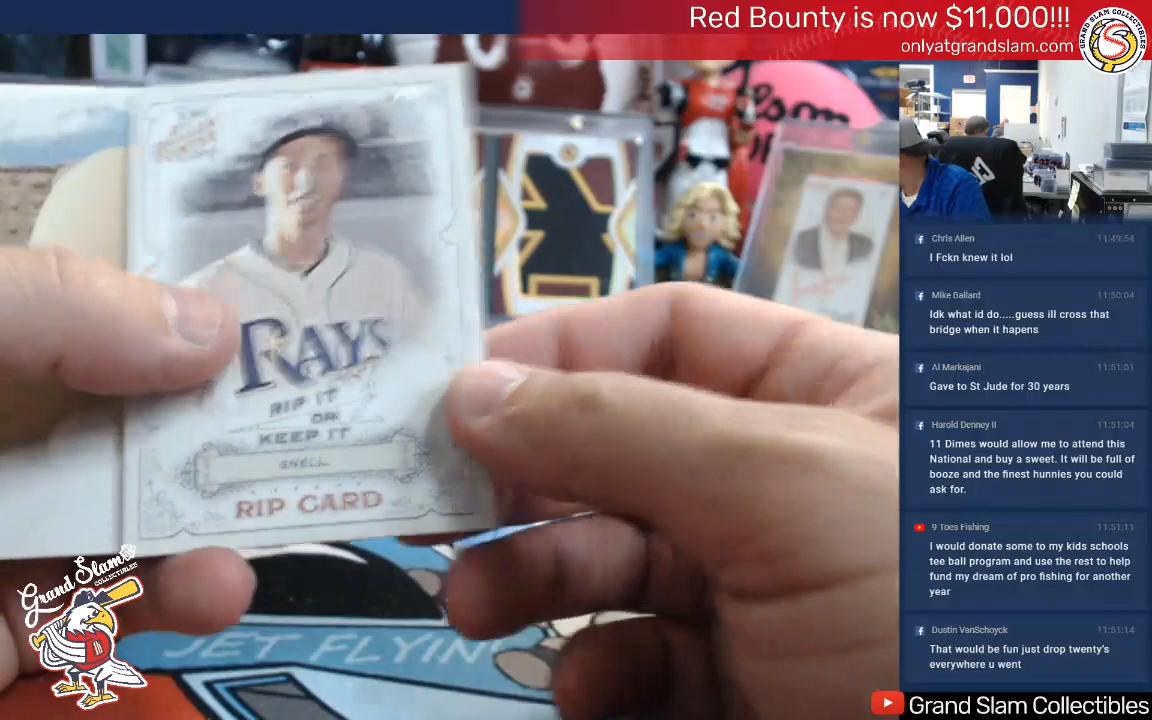 Red Bounty is now $11,000!!!
onlyatgrandslam.com
GRAND SLAM COLLECTIBLES
RAYS
RIP IT
OR
KEEP IT
SNELL
RIP CARD
JET FLYIN
Grand Slam
COLLECTIBLES
Chris Allen 11:49:54
I Fckn knew it lol
Mike Ballard 11:50:04
Idk what id do.....guess ill cross that
bridge when it hapens
Al Markajani 11:51:01
Gave to St Jude for 30 years
Harold Denney II 11:51:04
11 Dimes would allow me to attend this
National and buy a sweet. It will be full of
booze and the finest hunnies you could
ask for.
9 Toes Fishing 11:51:11
I would donate some to my kids schools
tee ball program and use the rest to help
fund my dream of pro fishing for another
year
Dustin VanSchoyck 11:51:14
That would be fun just drop twenty's
everywhere u went
Grand Slam Collectibles